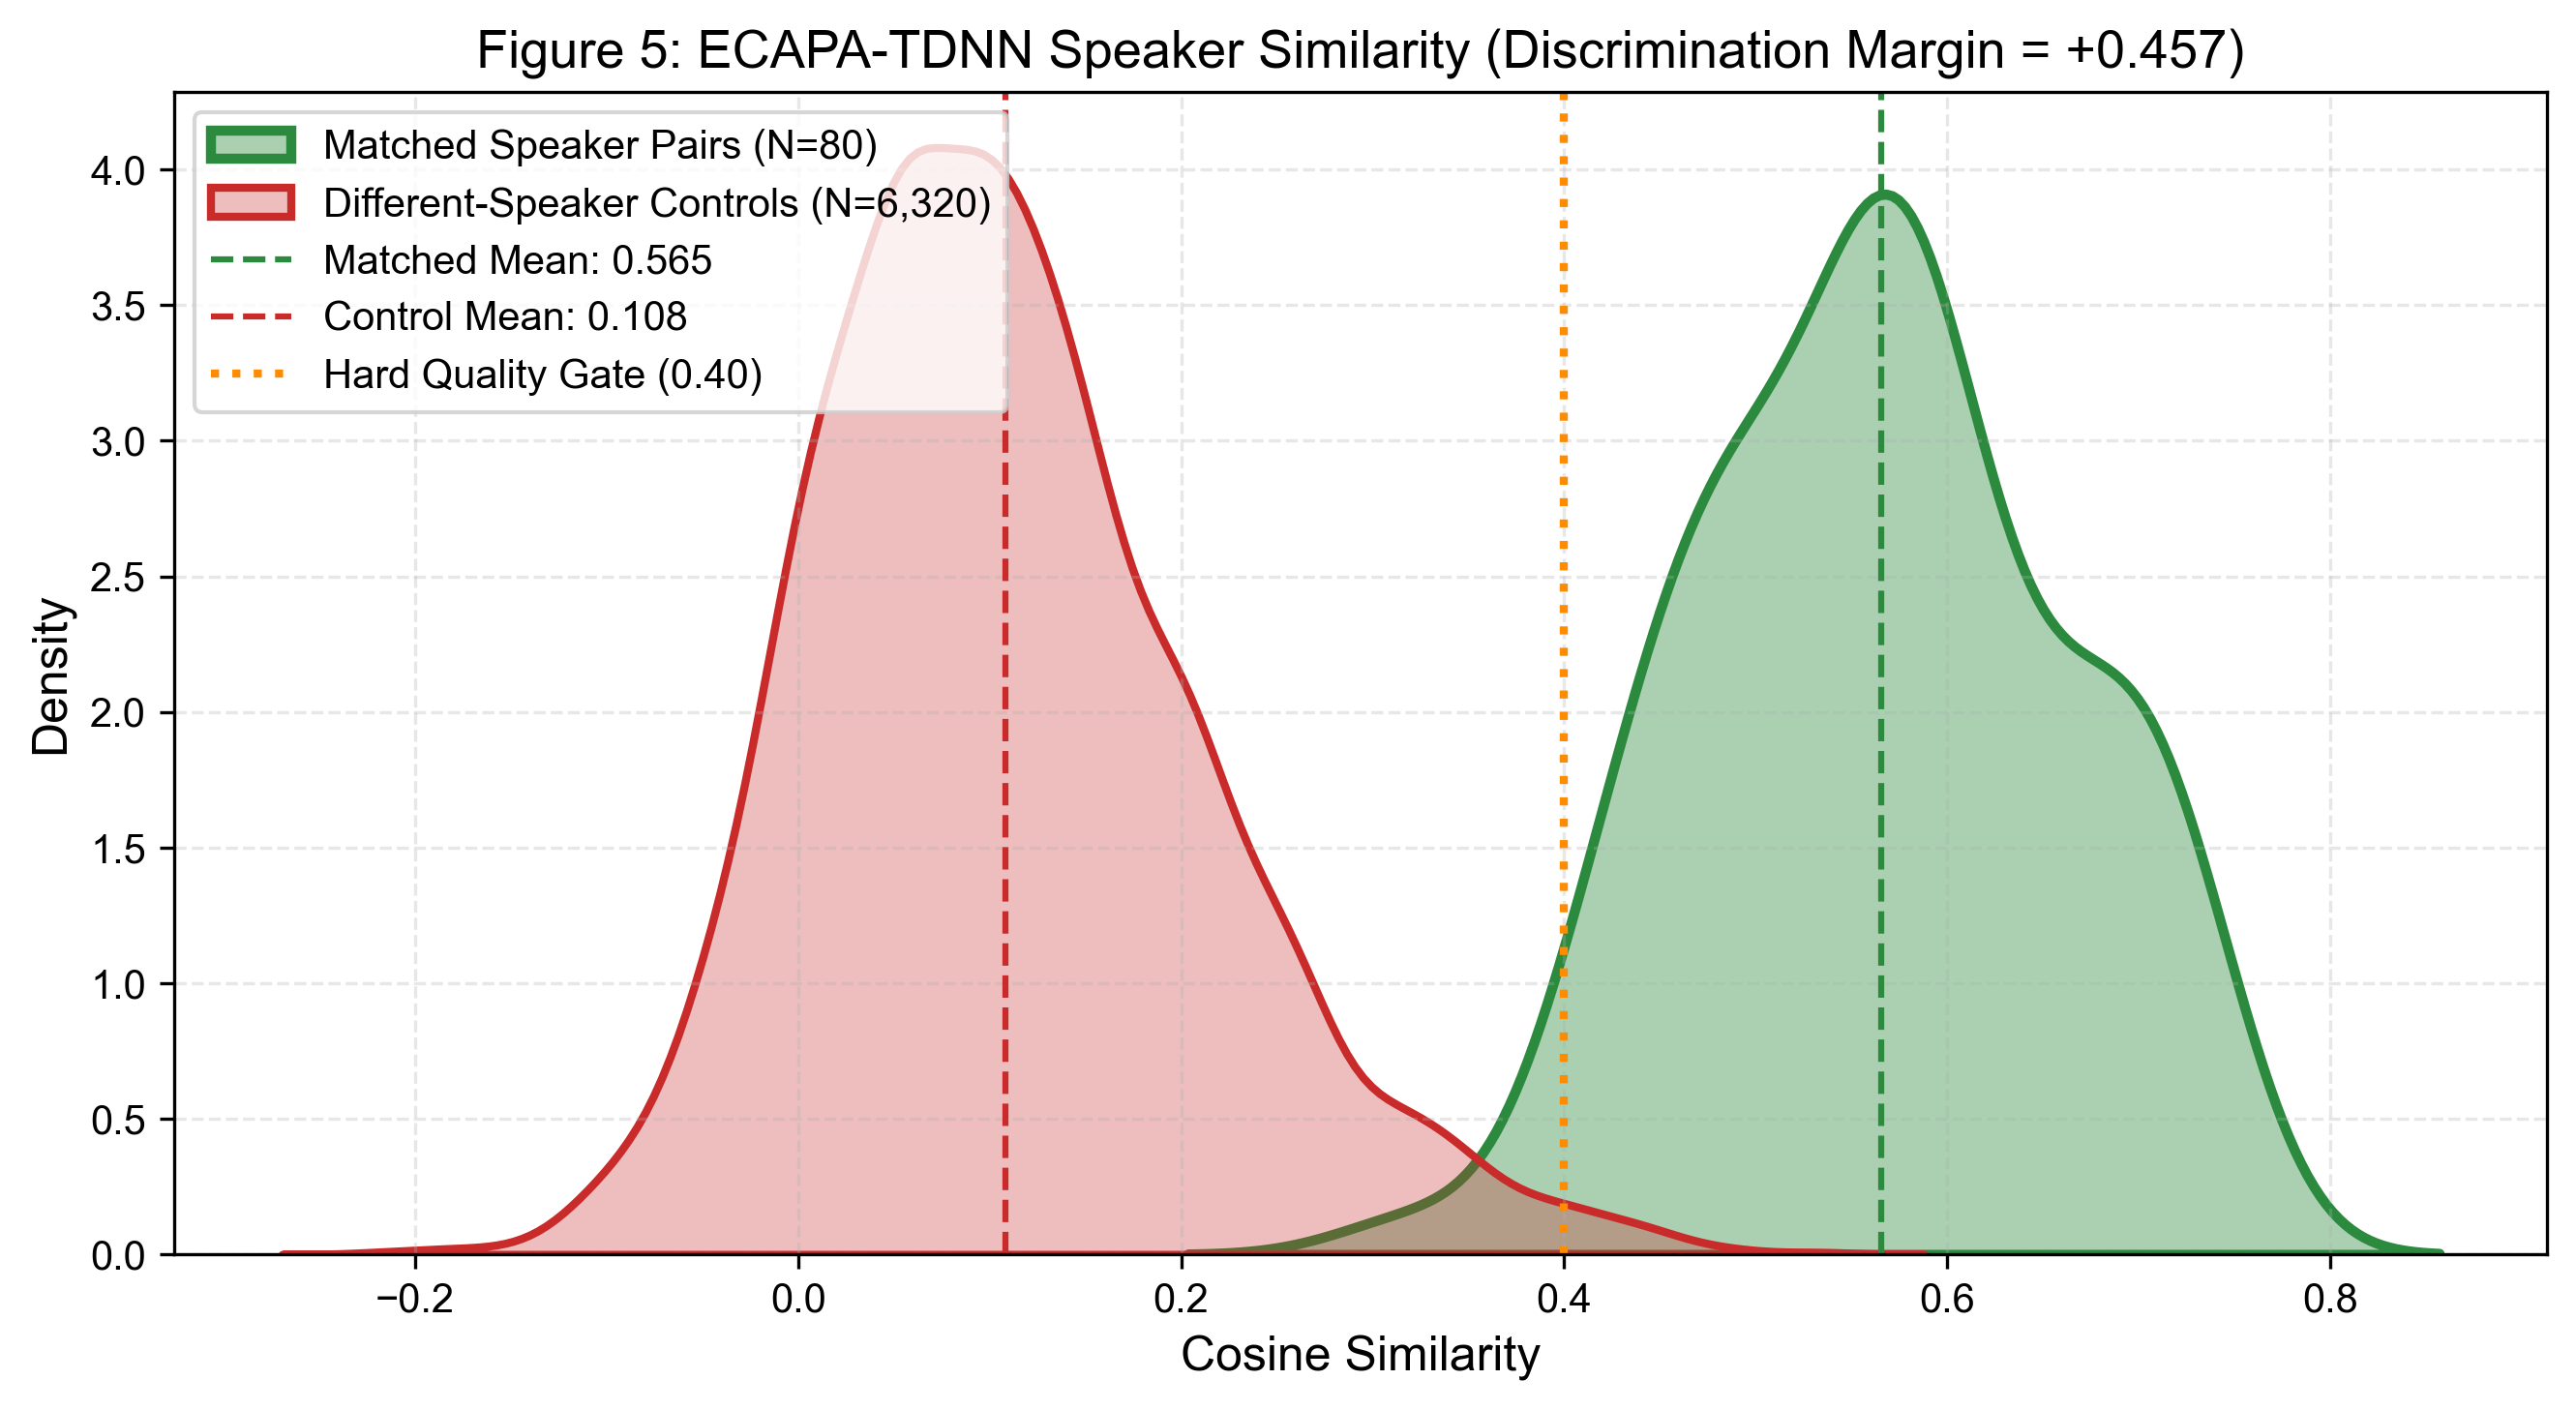 Figure 5: ECAPA-TDNN Speaker Similarity (Discrimination Margin = +0.457)
Matched Speaker Pairs (N=80)
Different-Speaker Controls (N=6,320)
Matched Mean: 0.565
Control Mean: 0.108
Hard Quality Gate (0.40)
Density
4.0
3.5
3.0
2.5
2.0
1.5
1.0
0.5
0.0
−0.2 0.0 0.2 0.4 0.6 0.8
Cosine Similarity